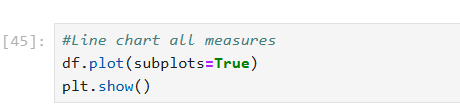 [45]: #Line chart all measures
df.plot(subplots=True)
plt.show()